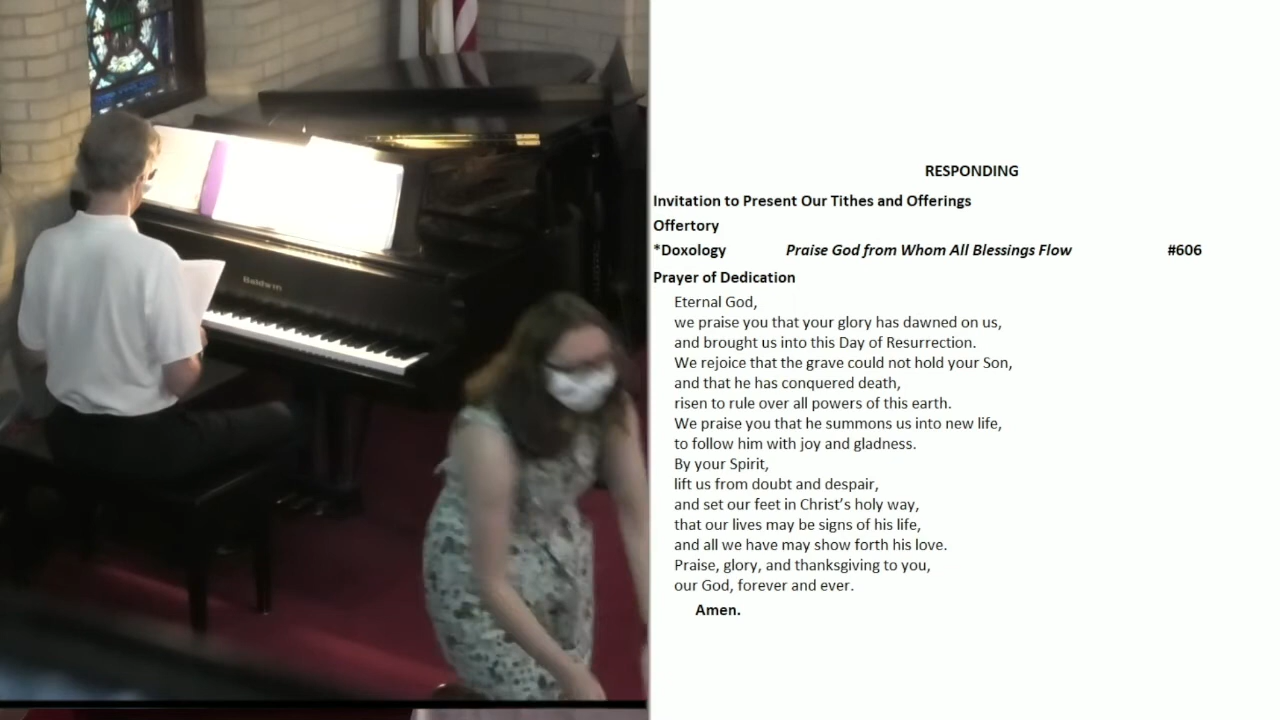 Baldwin
RESPONDING
Invitation to Present Our Tithes and Offerings
Offertory
*Doxology Praise God from Whom All Blessings Flow #606
Prayer of Dedication
Eternal God,
we praise you that your glory has dawned on us,
and brought us into this Day of Resurrection.
We rejoice that the grave could not hold your Son,
and that he has conquered death,
risen to rule over all powers of this earth.
We praise you that he summons us into new life,
to follow him with joy and gladness.
By your Spirit,
lift us from doubt and despair,
and set our feet in Christ’s holy way,
that our lives may be signs of his life,
and all we have may show forth his love.
Praise, glory, and thanksgiving to you,
our God, forever and ever.
Amen.